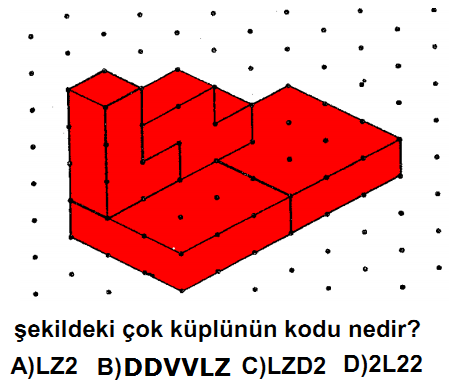 şekildeki çok küplünün kodu nedir?
A)LZ2 B)DDVVLZ C)LZD2 D)2L22